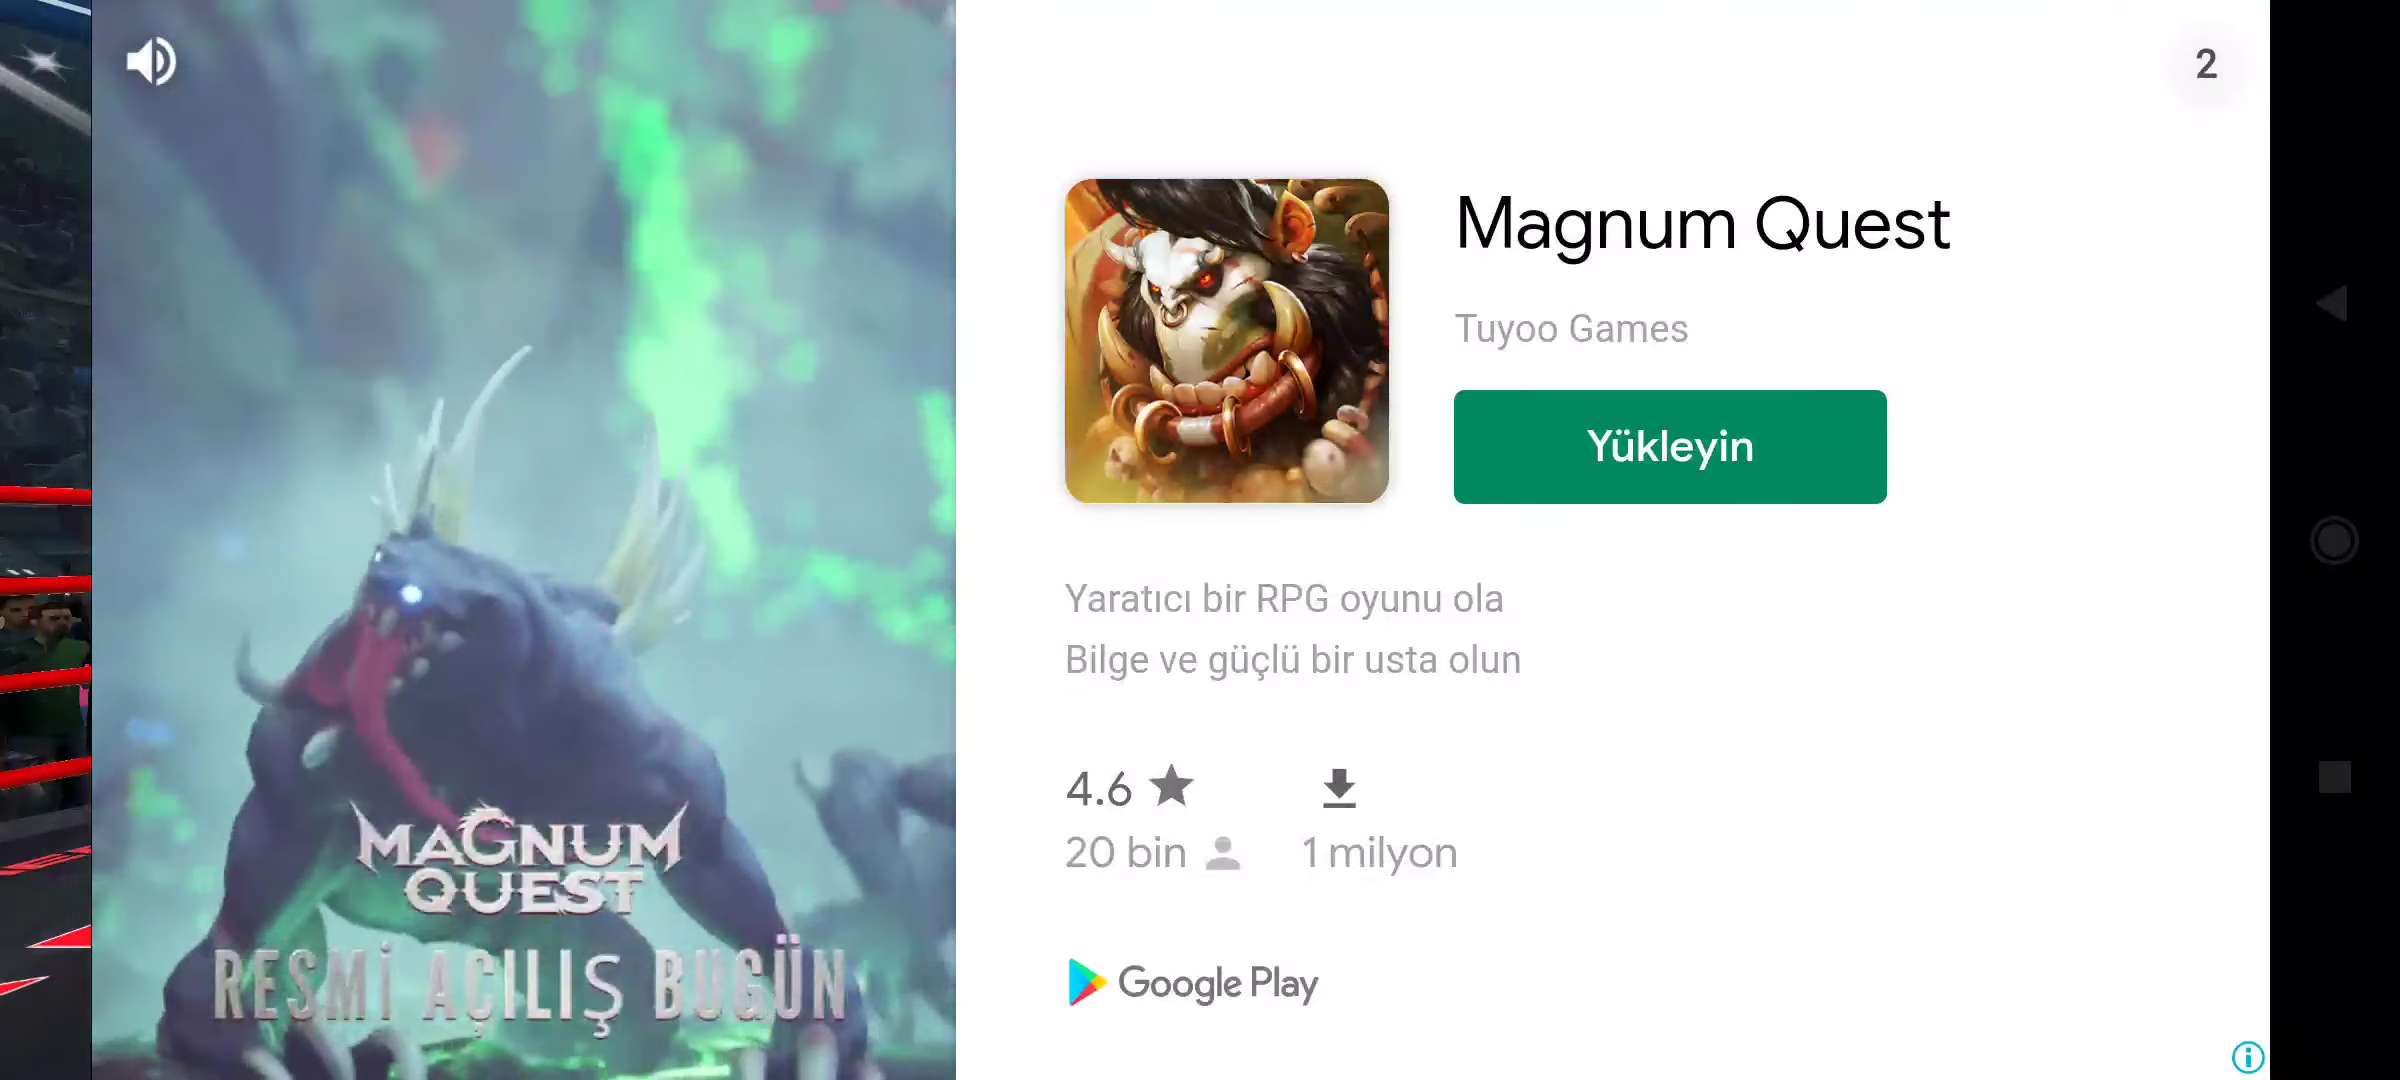 MAGNUM
QUEST
RESMİ AÇILIŞ BUGÜN
2
Magnum Quest
Tuyoo Games
Yükleyin
Yaratıcı bir RPG oyunu ola
Bilge ve güçlü bir usta olun
4.6
20 bin
1 milyon
Google Play